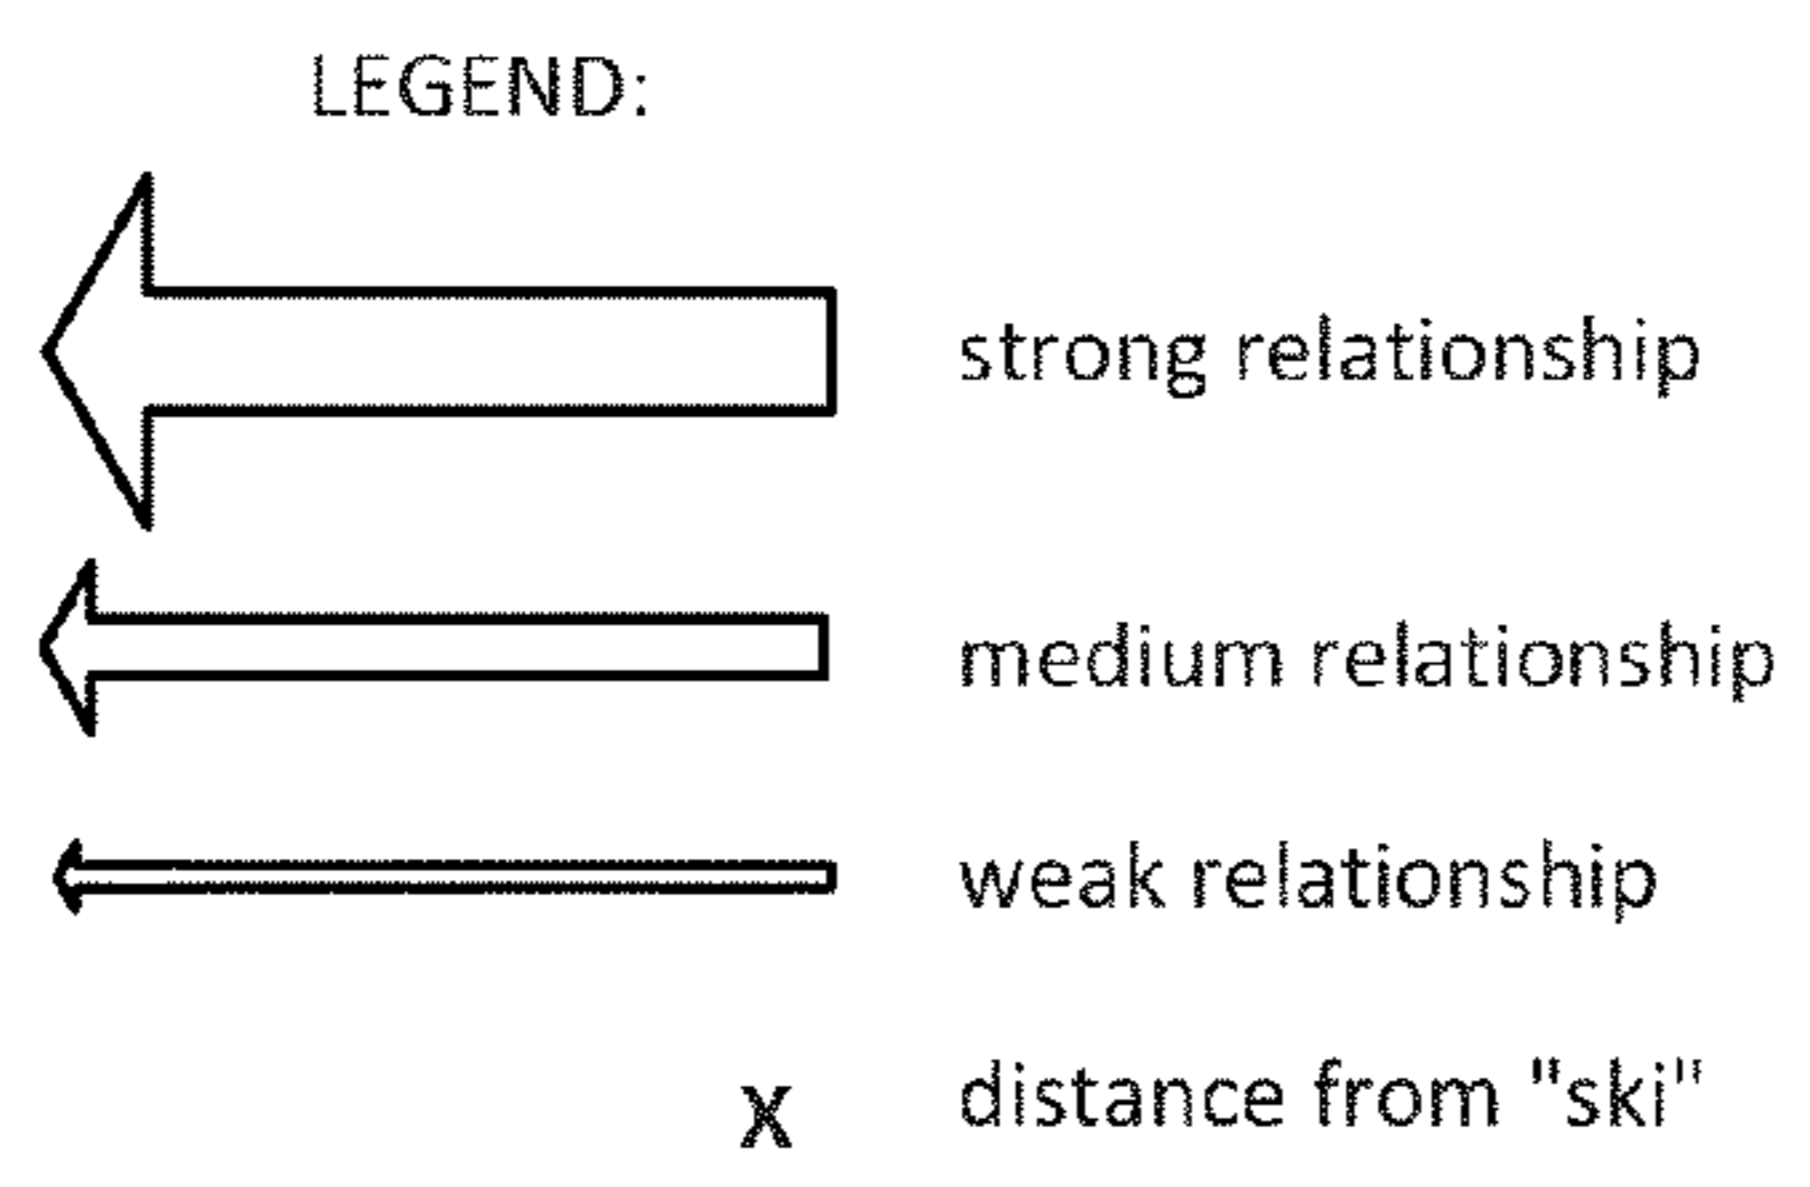 LEGEND:
strong relationship
medium relationship
weak relationship
X distance from "ski"